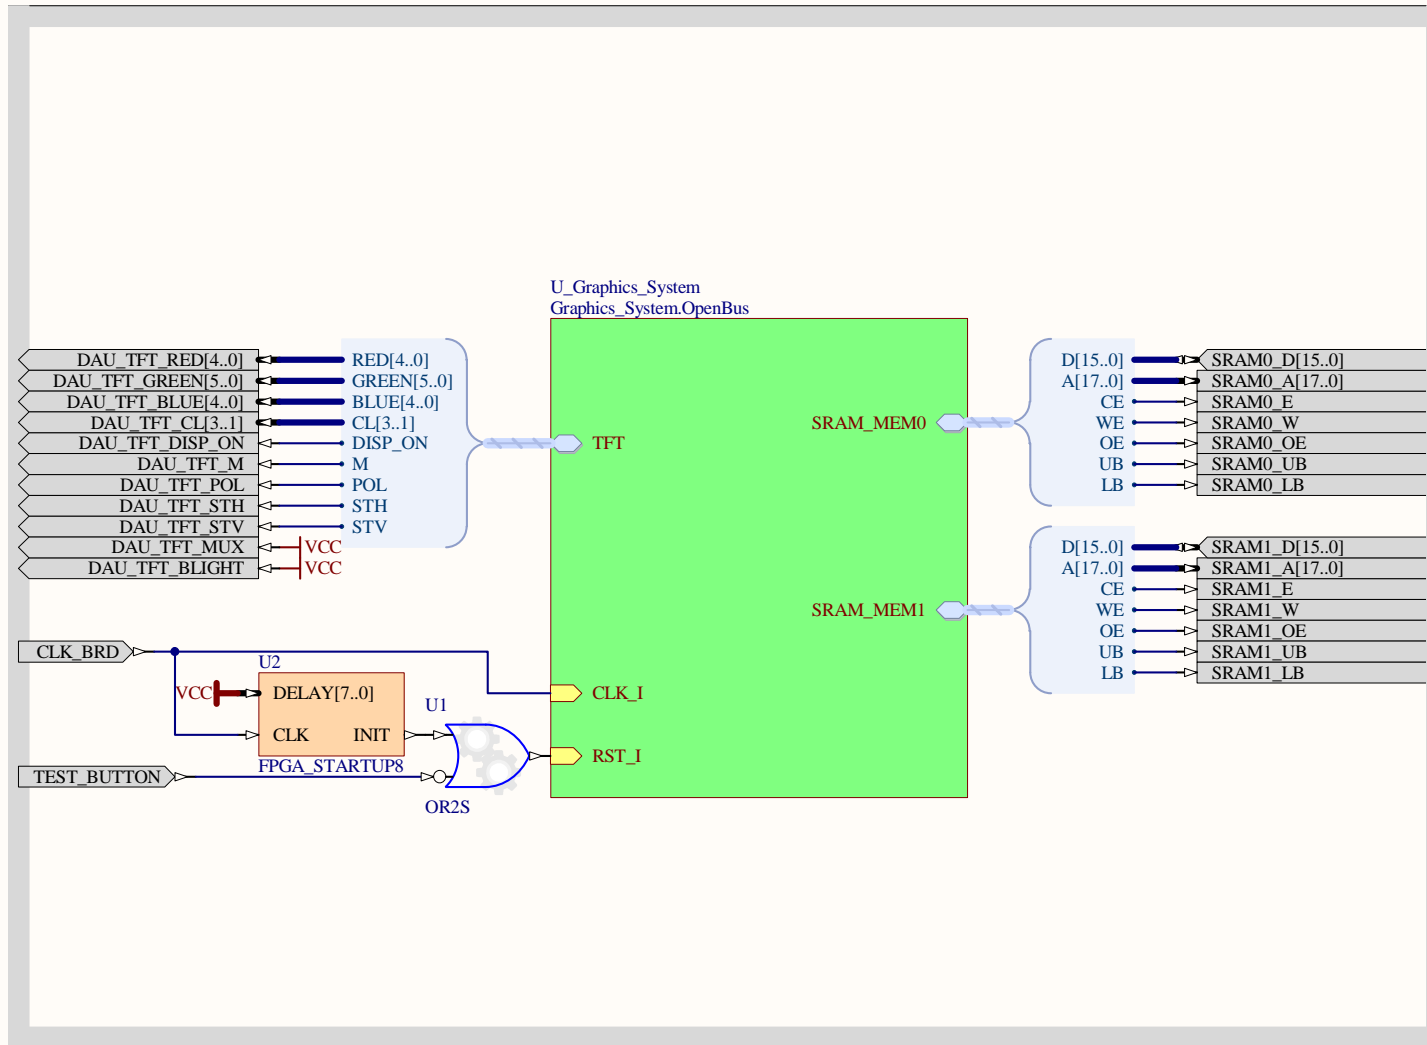 U_Graphics_System
Graphics_System.OpenBus
DAU_TFT_RED[4..0] RED[4..0]
DAU_TFT_GREEN[5..0] GREEN[5..0]
DAU_TFT_BLUE[4..0] BLUE[4..0]
DAU_TFT_CL[3..1] CL[3..1]
DAU_TFT_DISP_ON DISP_ON
DAU_TFT_M M
DAU_TFT_POL POL
DAU_TFT_STH STH
DAU_TFT_STV STV
DAU_TFT_MUX VCC
DAU_TFT_BLIGHT VCC
TFT
SRAM_MEM0
D[15..0] SRAM0_D[15..0]
A[17..0] SRAM0_A[17..0]
CE SRAM0_E
WE SRAM0_W
OE SRAM0_OE
UB SRAM0_UB
LB SRAM0_LB
SRAM_MEM1
D[15..0] SRAM1_D[15..0]
A[17..0] SRAM1_A[17..0]
CE SRAM1_E
WE SRAM1_W
OE SRAM1_OE
UB SRAM1_UB
LB SRAM1_LB
CLK_BRD
U2
VCC DELAY[7..0]
CLK INIT
FPGA_STARTUP8
U1
OR2S
TEST_BUTTON
CLK_I
RST_I